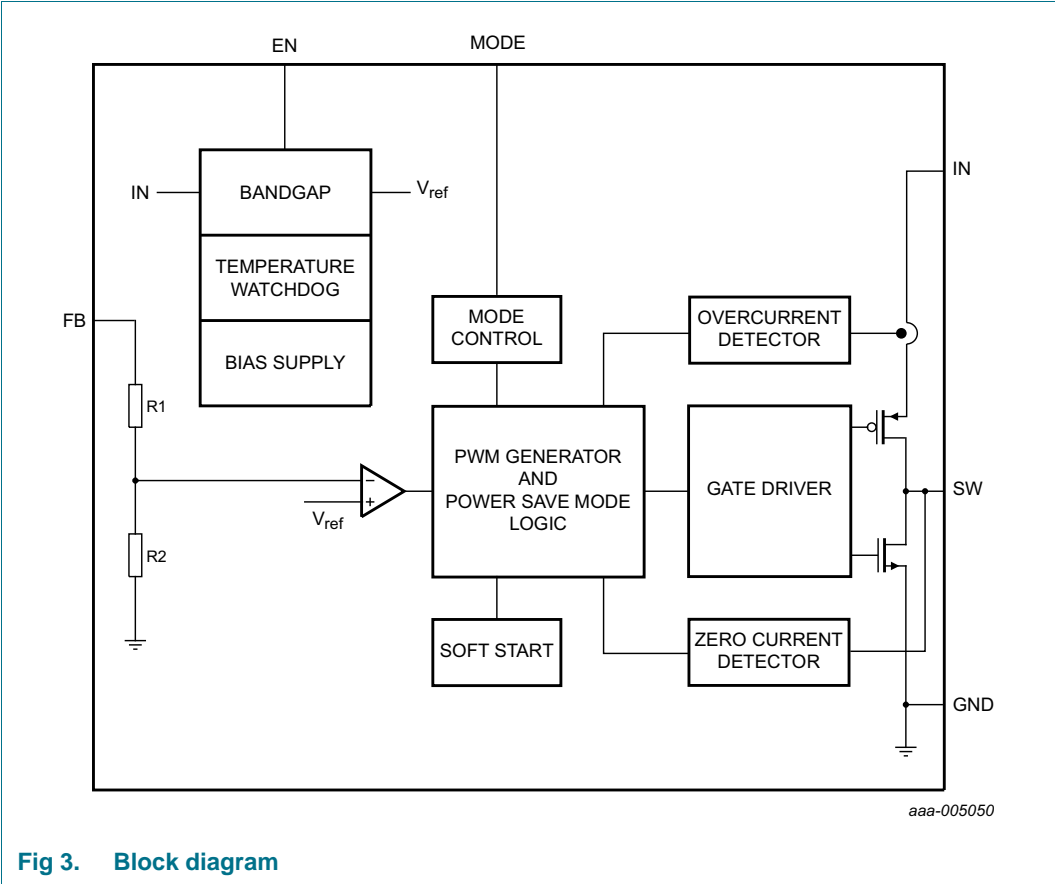 EN
MODE
IN
BANDGAP
Vref
IN
TEMPERATURE
WATCHDOG
FB
MODE
CONTROL
OVERCURRENT
DETECTOR
BIAS SUPPLY
R1
PWM GENERATOR
AND
POWER SAVE MODE
LOGIC
GATE DRIVER
SW
−
+
Vref
R2
SOFT START
ZERO CURRENT
DETECTOR
GND
aaa-005050
Fig 3. Block diagram